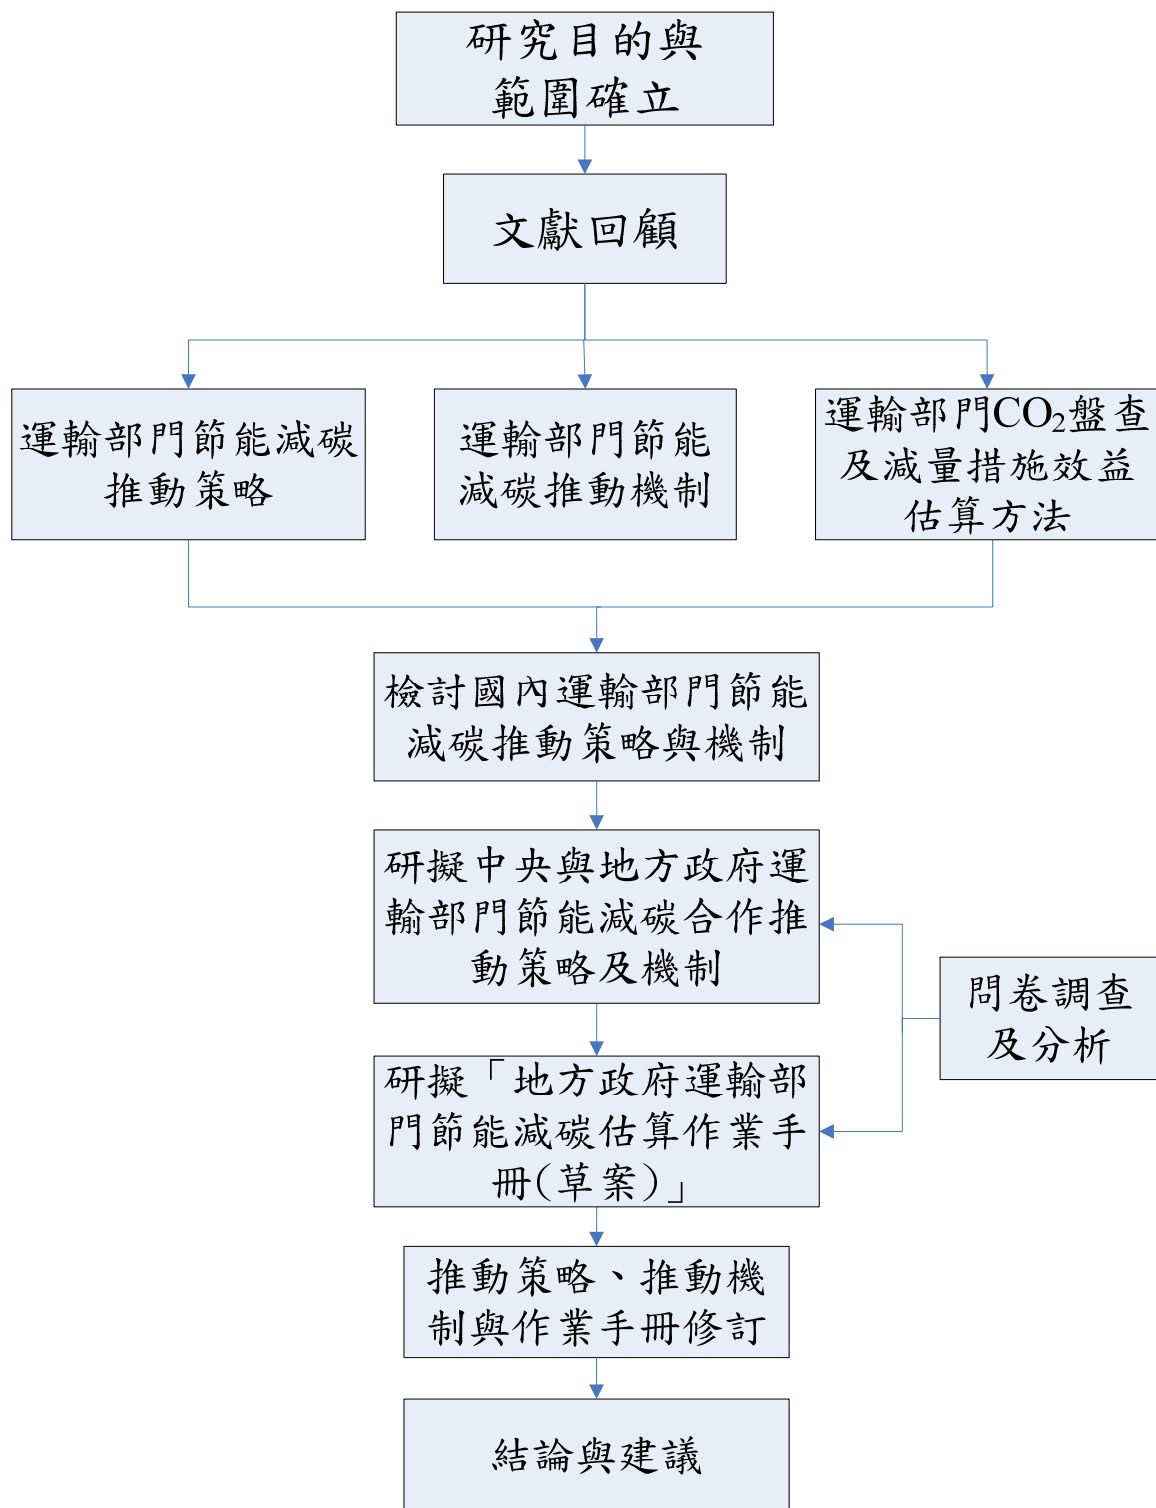 研究目的與
範圍確立
文獻回顧
運輸部門節能減碳
推動策略
運輸部門節能
減碳推動機制
運輸部門CO₂盤查
及減量措施效益
估算方法
檢討國內運輸部門節能
減碳推動策略與機制
研擬中央與地方政府運
輸部門節能減碳合作推
動策略及機制
問卷調查
及分析
研擬「地方政府運輸部
門節能減碳估算作業手
冊(草案)」
推動策略、推動機
制與作業手冊修訂
結論與建議